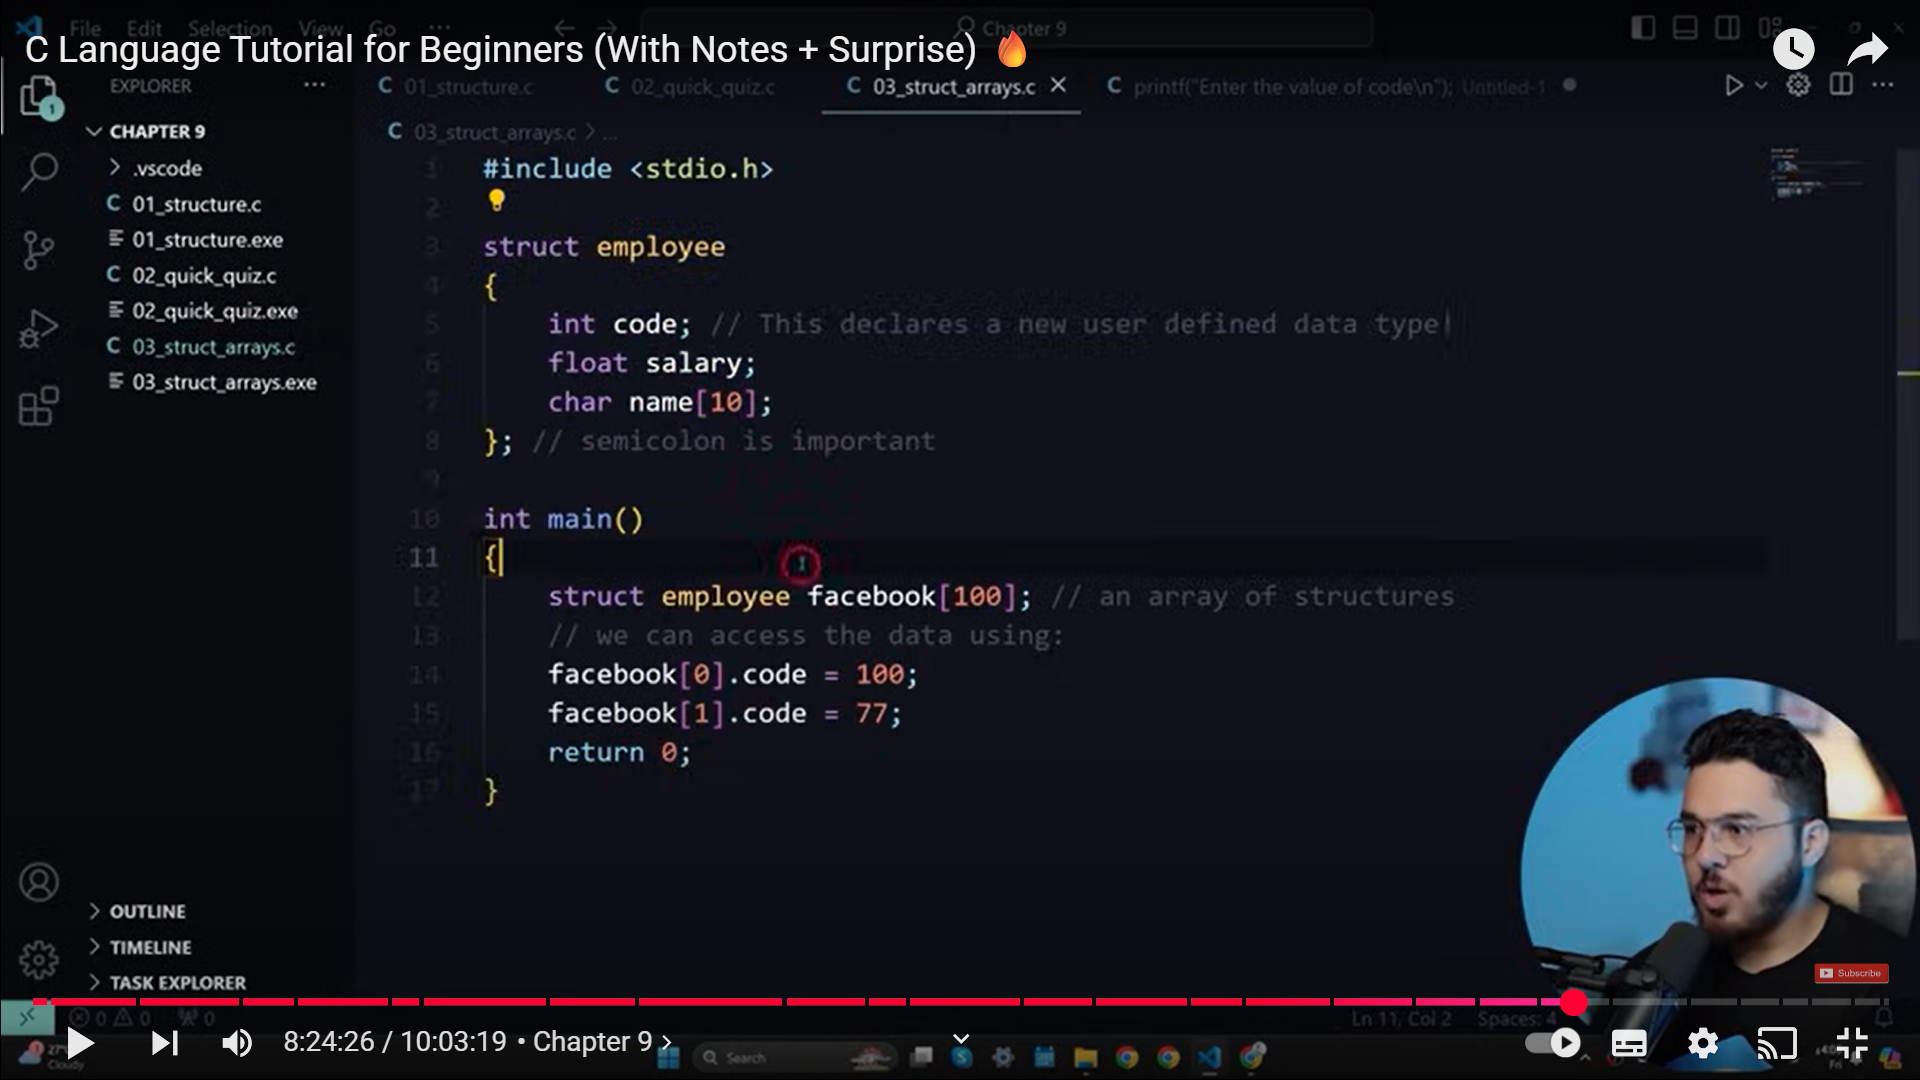 File Edit Selection View Go ... Chapter 9
C Language Tutorial for Beginners (With Notes + Surprise) 🔥
EXPLORER ...
01_structure.c
02_quick_quiz.c
03_struct_arrays.c
printf("Enter the value of code\n"); Untitled-1
1
CHAPTER 9
.vscode
01_structure.c
01_structure.exe
02_quick_quiz.c
02_quick_quiz.exe
03_struct_arrays.c
03_struct_arrays.exe
03_struct_arrays.c > ...
1 #include <stdio.h>
2
3 struct employee
4 {
5 int code; // This declares a new user defined data type!
6 float salary;
7 char name[10];
8 }; // semicolon is important
9
10 int main()
11 {
12 struct employee facebook[100]; // an array of structures
13 // we can access the data using:
14 facebook[0].code = 100;
15 facebook[1].code = 77;
16 return 0;
17 }
OUTLINE
TIMELINE
TASK EXPLORER
Subscribe
0 0 0
Ln 11, Col 2 Spaces: 4
8:24:26 / 10:03:19 • Chapter 9
Cloudy
Search